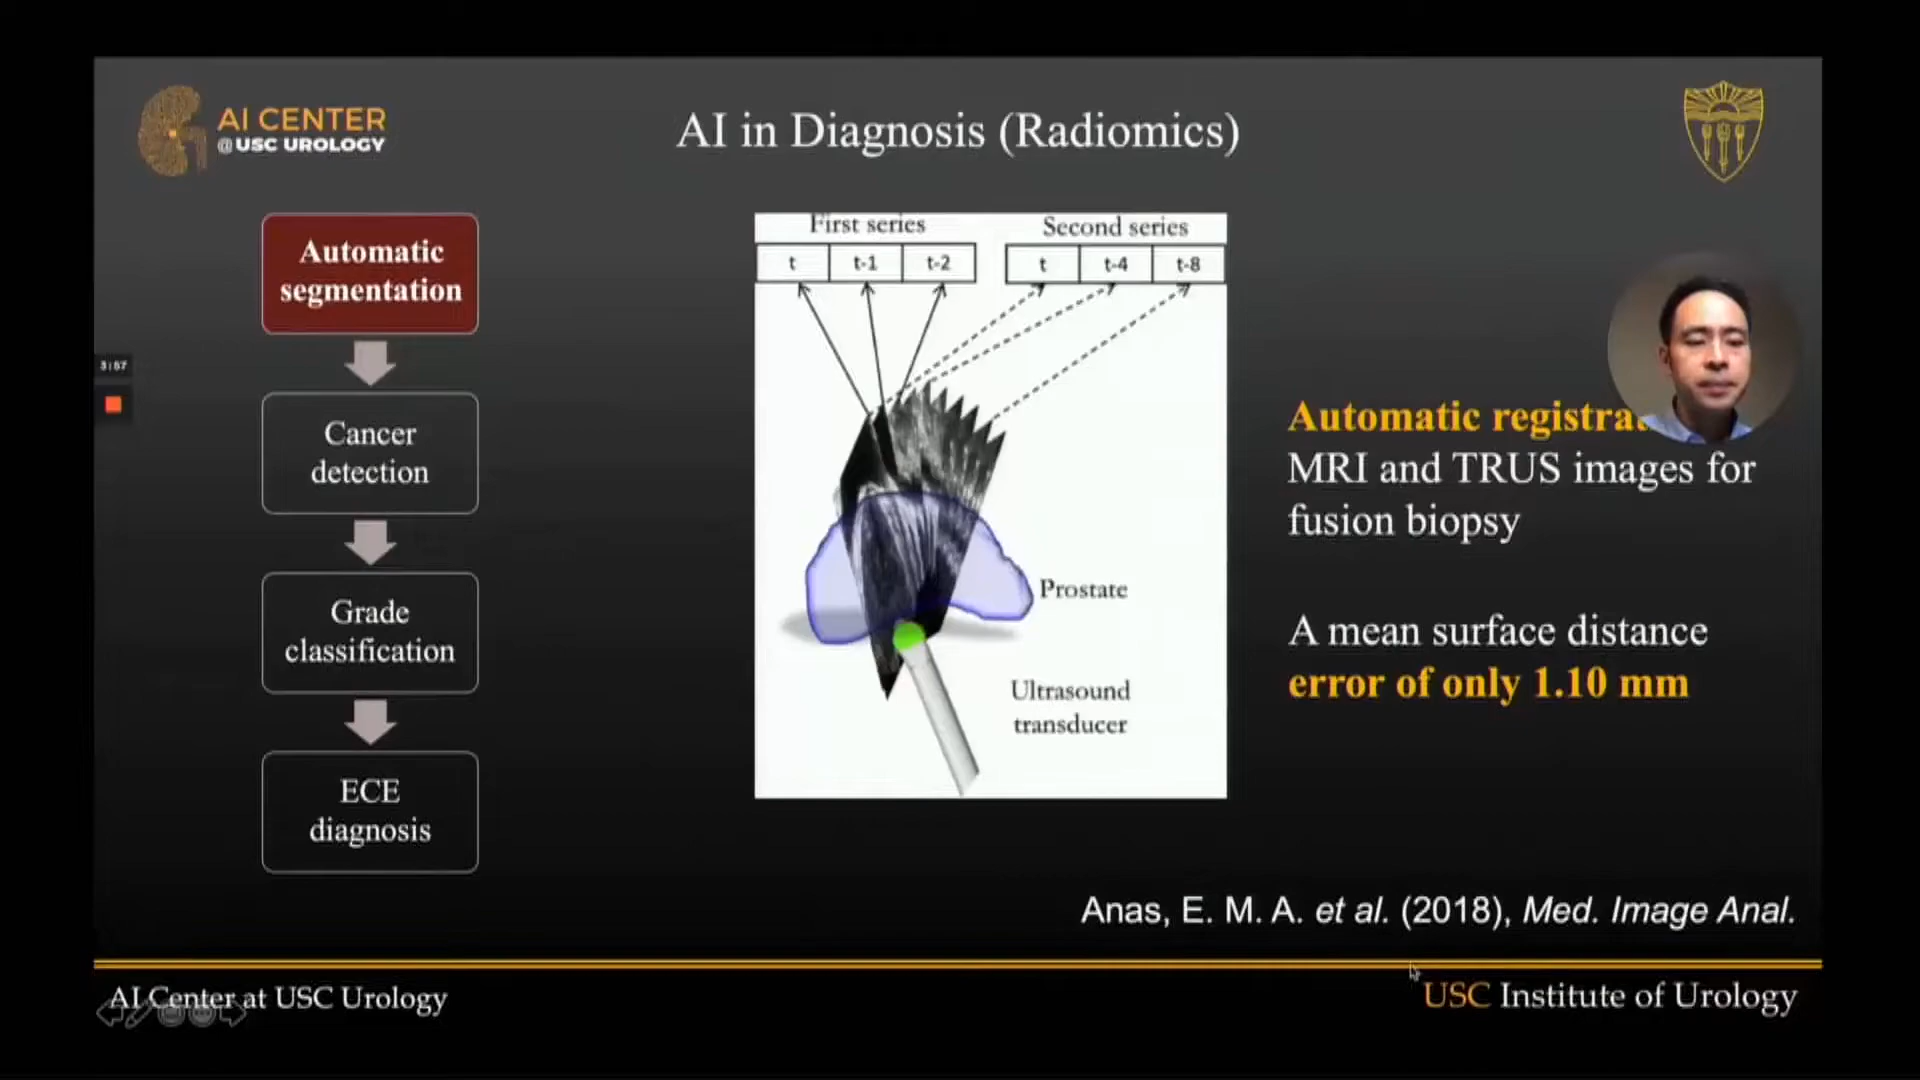 AI CENTER
@USC UROLOGY
AI in Diagnosis (Radiomics)
Automatic
segmentation
Cancer
detection
Grade
classification
ECE
diagnosis
3:57
First series
Second series
t t-1 t-2
t t-4 t-8
Prostate
Ultrasound
transducer
Automatic
MRI and TRUS images for
fusion biopsy
A mean surface distance
error of only 1.10 mm
Anas, E. M. A. et al. (2018), Med. Image Anal.
AI Center at USC Urology
USC Institute of Urology